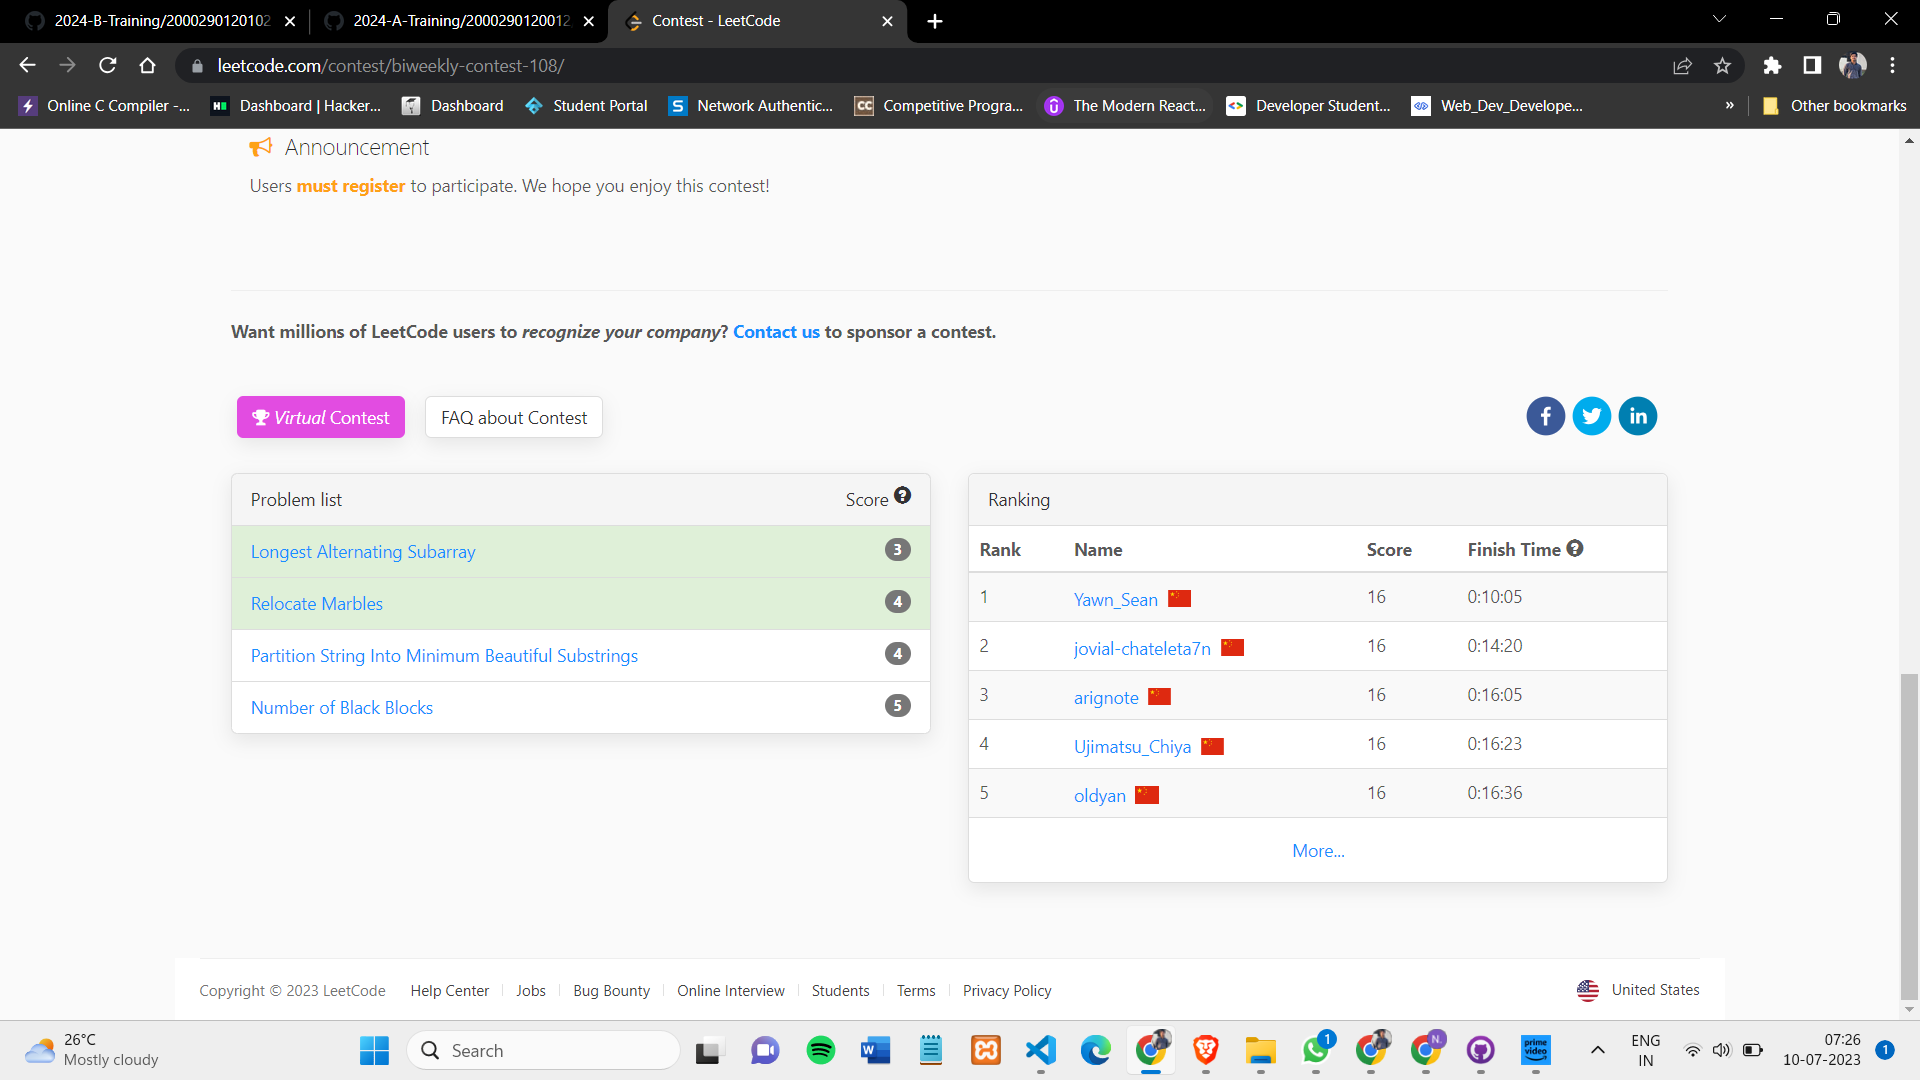 2024-B-Training/2000290120102
2024-A-Training/2000290120012
Contest - LeetCode
leetcode.com/contest/biweekly-contest-108/
Online C Compiler -...
Dashboard | Hacker...
Dashboard
Student Portal
Network Authentic...
Competitive Progra...
The Modern React...
Developer Student...
Web_Dev_Develope...
»
Other bookmarks
Announcement
Users must register to participate. We hope you enjoy this contest!
Want millions of LeetCode users to recognize your company? Contact us to sponsor a contest.
Virtual Contest
FAQ about Contest
Problem list Score
Longest Alternating Subarray 3
Relocate Marbles 4
Partition String Into Minimum Beautiful Substrings 4
Number of Black Blocks 5
Ranking
Rank Name Score Finish Time
1 Yawn_Sean 16 0:10:05
2 jovial-chateleta7n 16 0:14:20
3 arignote 16 0:16:05
4 Ujimatsu_Chiya 16 0:16:23
5 oldyan 16 0:16:36
More...
Copyright © 2023 LeetCode Help Center Jobs Bug Bounty Online Interview Students Terms Privacy Policy
United States
26°C
Mostly cloudy
Search
prime video
1
N.
ENG
IN
07:26
10-07-2023
1